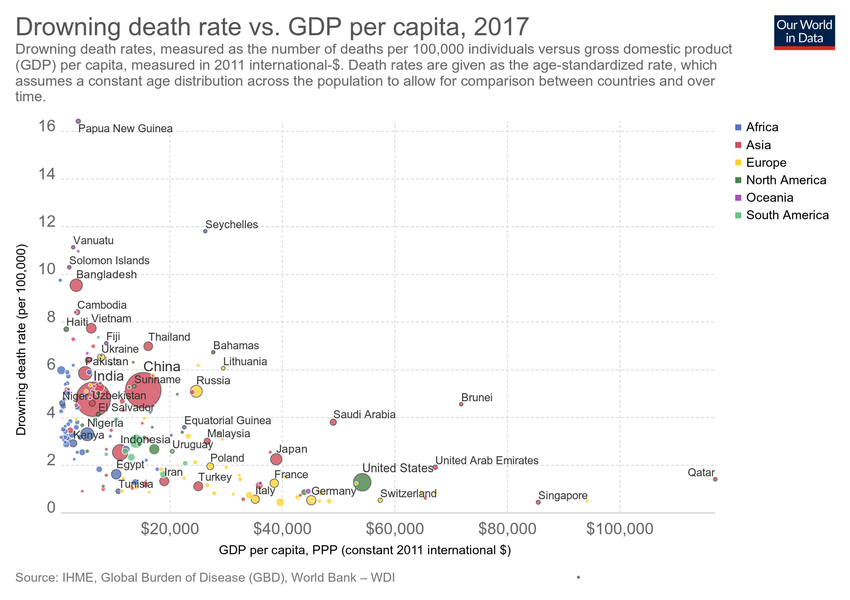 Drowning death rate vs. GDP per capita, 2017
Our World
in Data
Drowning death rates, measured as the number of deaths per 100,000 individuals versus gross domestic product
(GDP) per capita, measured in 2011 international-$. Death rates are given as the age-standardized rate, which
assumes a constant age distribution across the population to allow for comparison between countries and over
time.
16
Papua New Guinea
Africa
Asia
Europe
North America
Oceania
South America
14
12
Seychelles
Vanuatu
Solomon Islands
10
Bangladesh
Cambodia
8
Haiti
Vietnam
Fiji
Thailand
Ukraine
Bahamas
Pakistan
Lithuania
6
China
India
Suriname
Russia
Niger
Uzbekistan
Brunei
El Salvador
4
Saudi Arabia
Nigeria
Equatorial Guinea
Kenya
Indonesia
Malaysia
Uruguay
Japan
2
Egypt
Poland
United States
United Arab Emirates
Iran
Turkey
France
Qatar
Tunisia
Italy
Germany
Switzerland
Singapore
0
$20,000
$40,000
$60,000
$80,000
$100,000
Drowning death rate (per 100,000)
GDP per capita, PPP (constant 2011 international $)
Source: IHME, Global Burden of Disease (GBD), World Bank – WDI